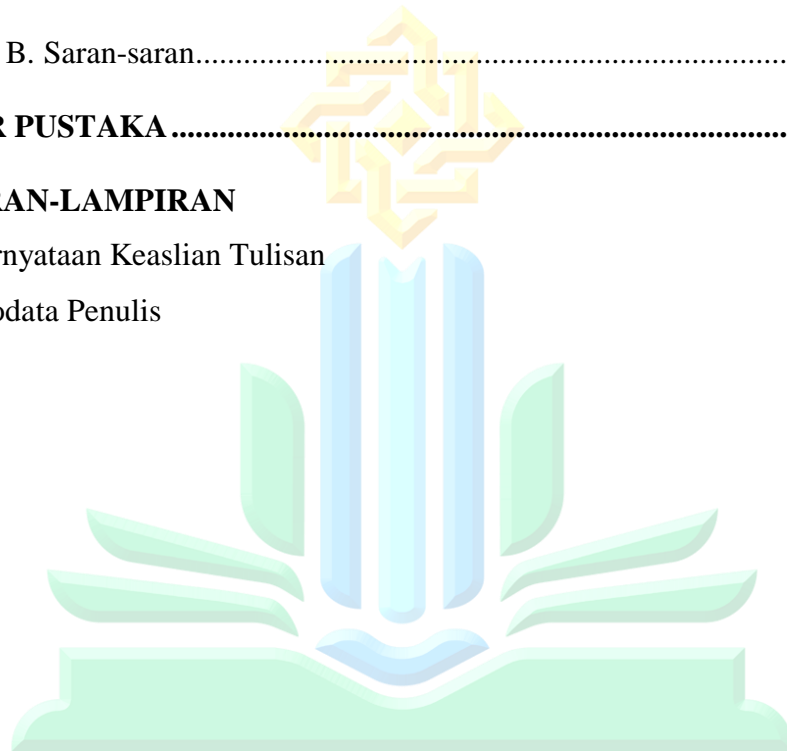 B. Saran-saran................................................................................
R PUSTAKA................................................................................
RAN-LAMPIRAN
rnyataan Keaslian Tulisan
odata Penulis